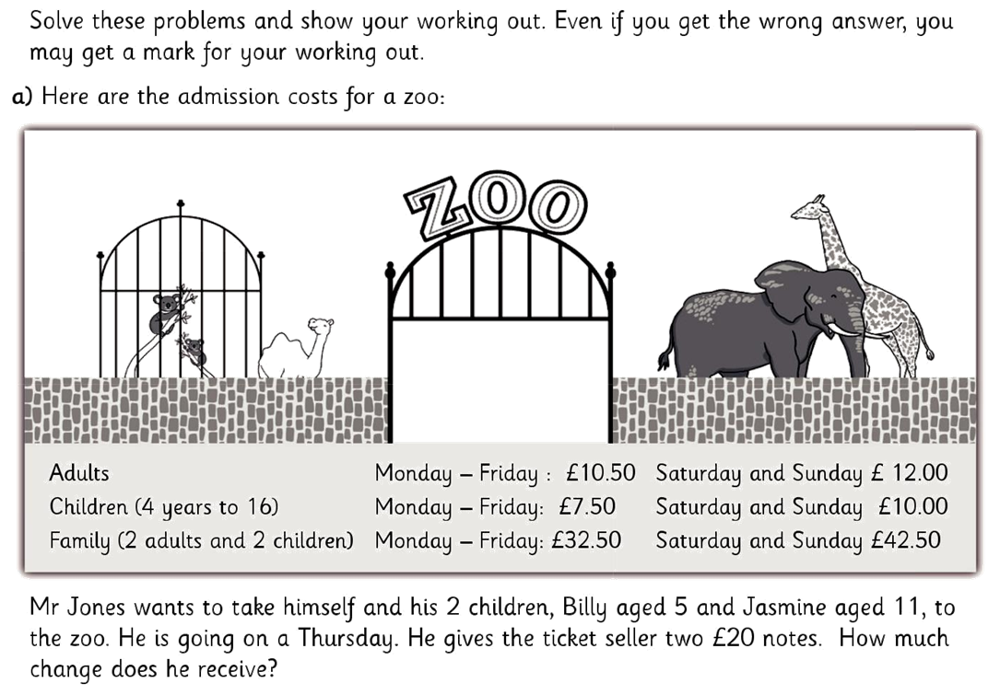 Solve these problems and show your working out. Even if you get the wrong answer, you
may get a mark for your working out.
a) Here are the admission costs for a zoo:
ZOO
Adults Monday – Friday : £10.50 Saturday and Sunday £ 12.00
Children (4 years to 16) Monday – Friday: £7.50 Saturday and Sunday £10.00
Family (2 adults and 2 children) Monday – Friday: £32.50 Saturday and Sunday £42.50
Mr Jones wants to take himself and his 2 children, Billy aged 5 and Jasmine aged 11, to
the zoo. He is going on a Thursday. He gives the ticket seller two £20 notes. How much
change does he receive?